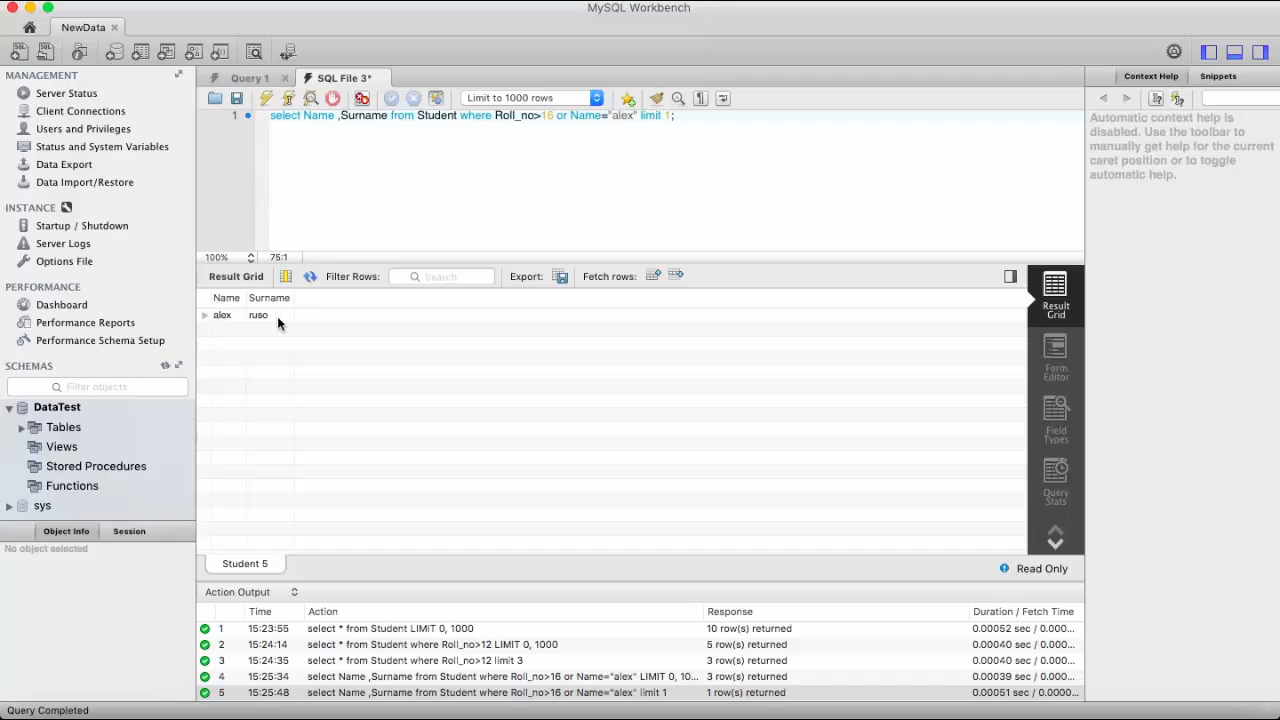 MySQL Workbench
NewData
MANAGEMENT
Server Status
Client Connections
Users and Privileges
Status and System Variables
Data Export
Data Import/Restore
INSTANCE
Startup / Shutdown
Server Logs
Options File
PERFORMANCE
Dashboard
Performance Reports
Performance Schema Setup
SCHEMAS
Filter objects
DataTest
Tables
Views
Stored Procedures
Functions
sys
Object Info Session
No object selected
Query 1 SQL File 3*
Limit to 1000 rows
1 select Name ,Surname from Student where Roll_no>16 or Name="alex" limit 1;
100% 75:1
Result Grid Filter Rows: Search Export: Fetch rows:
Name Surname
alex ruso
Result Grid
Form Editor
Field Types
Query Stats
Student 5
Read Only
Action Output
Time Action Response Duration / Fetch Time
1 15:23:55 select * from Student LIMIT 0, 1000 10 row(s) returned 0.00052 sec / 0.000...
2 15:24:14 select * from Student where Roll_no>12 LIMIT 0, 1000 5 row(s) returned 0.00040 sec / 0.000...
3 15:24:35 select * from Student where Roll_no>12 limit 3 3 row(s) returned 0.00040 sec / 0.000...
4 15:25:34 select Name ,Surname from Student where Roll_no>16 or Name="alex" LIMIT 0, 10... 3 row(s) returned 0.00039 sec / 0.000...
5 15:25:48 select Name ,Surname from Student where Roll_no>16 or Name="alex" limit 1 1 row(s) returned 0.00051 sec / 0.0000...
Context Help Snippets
Automatic context help is
disabled. Use the toolbar to
manually get help for the current
caret position or to toggle
automatic help.
Query Completed